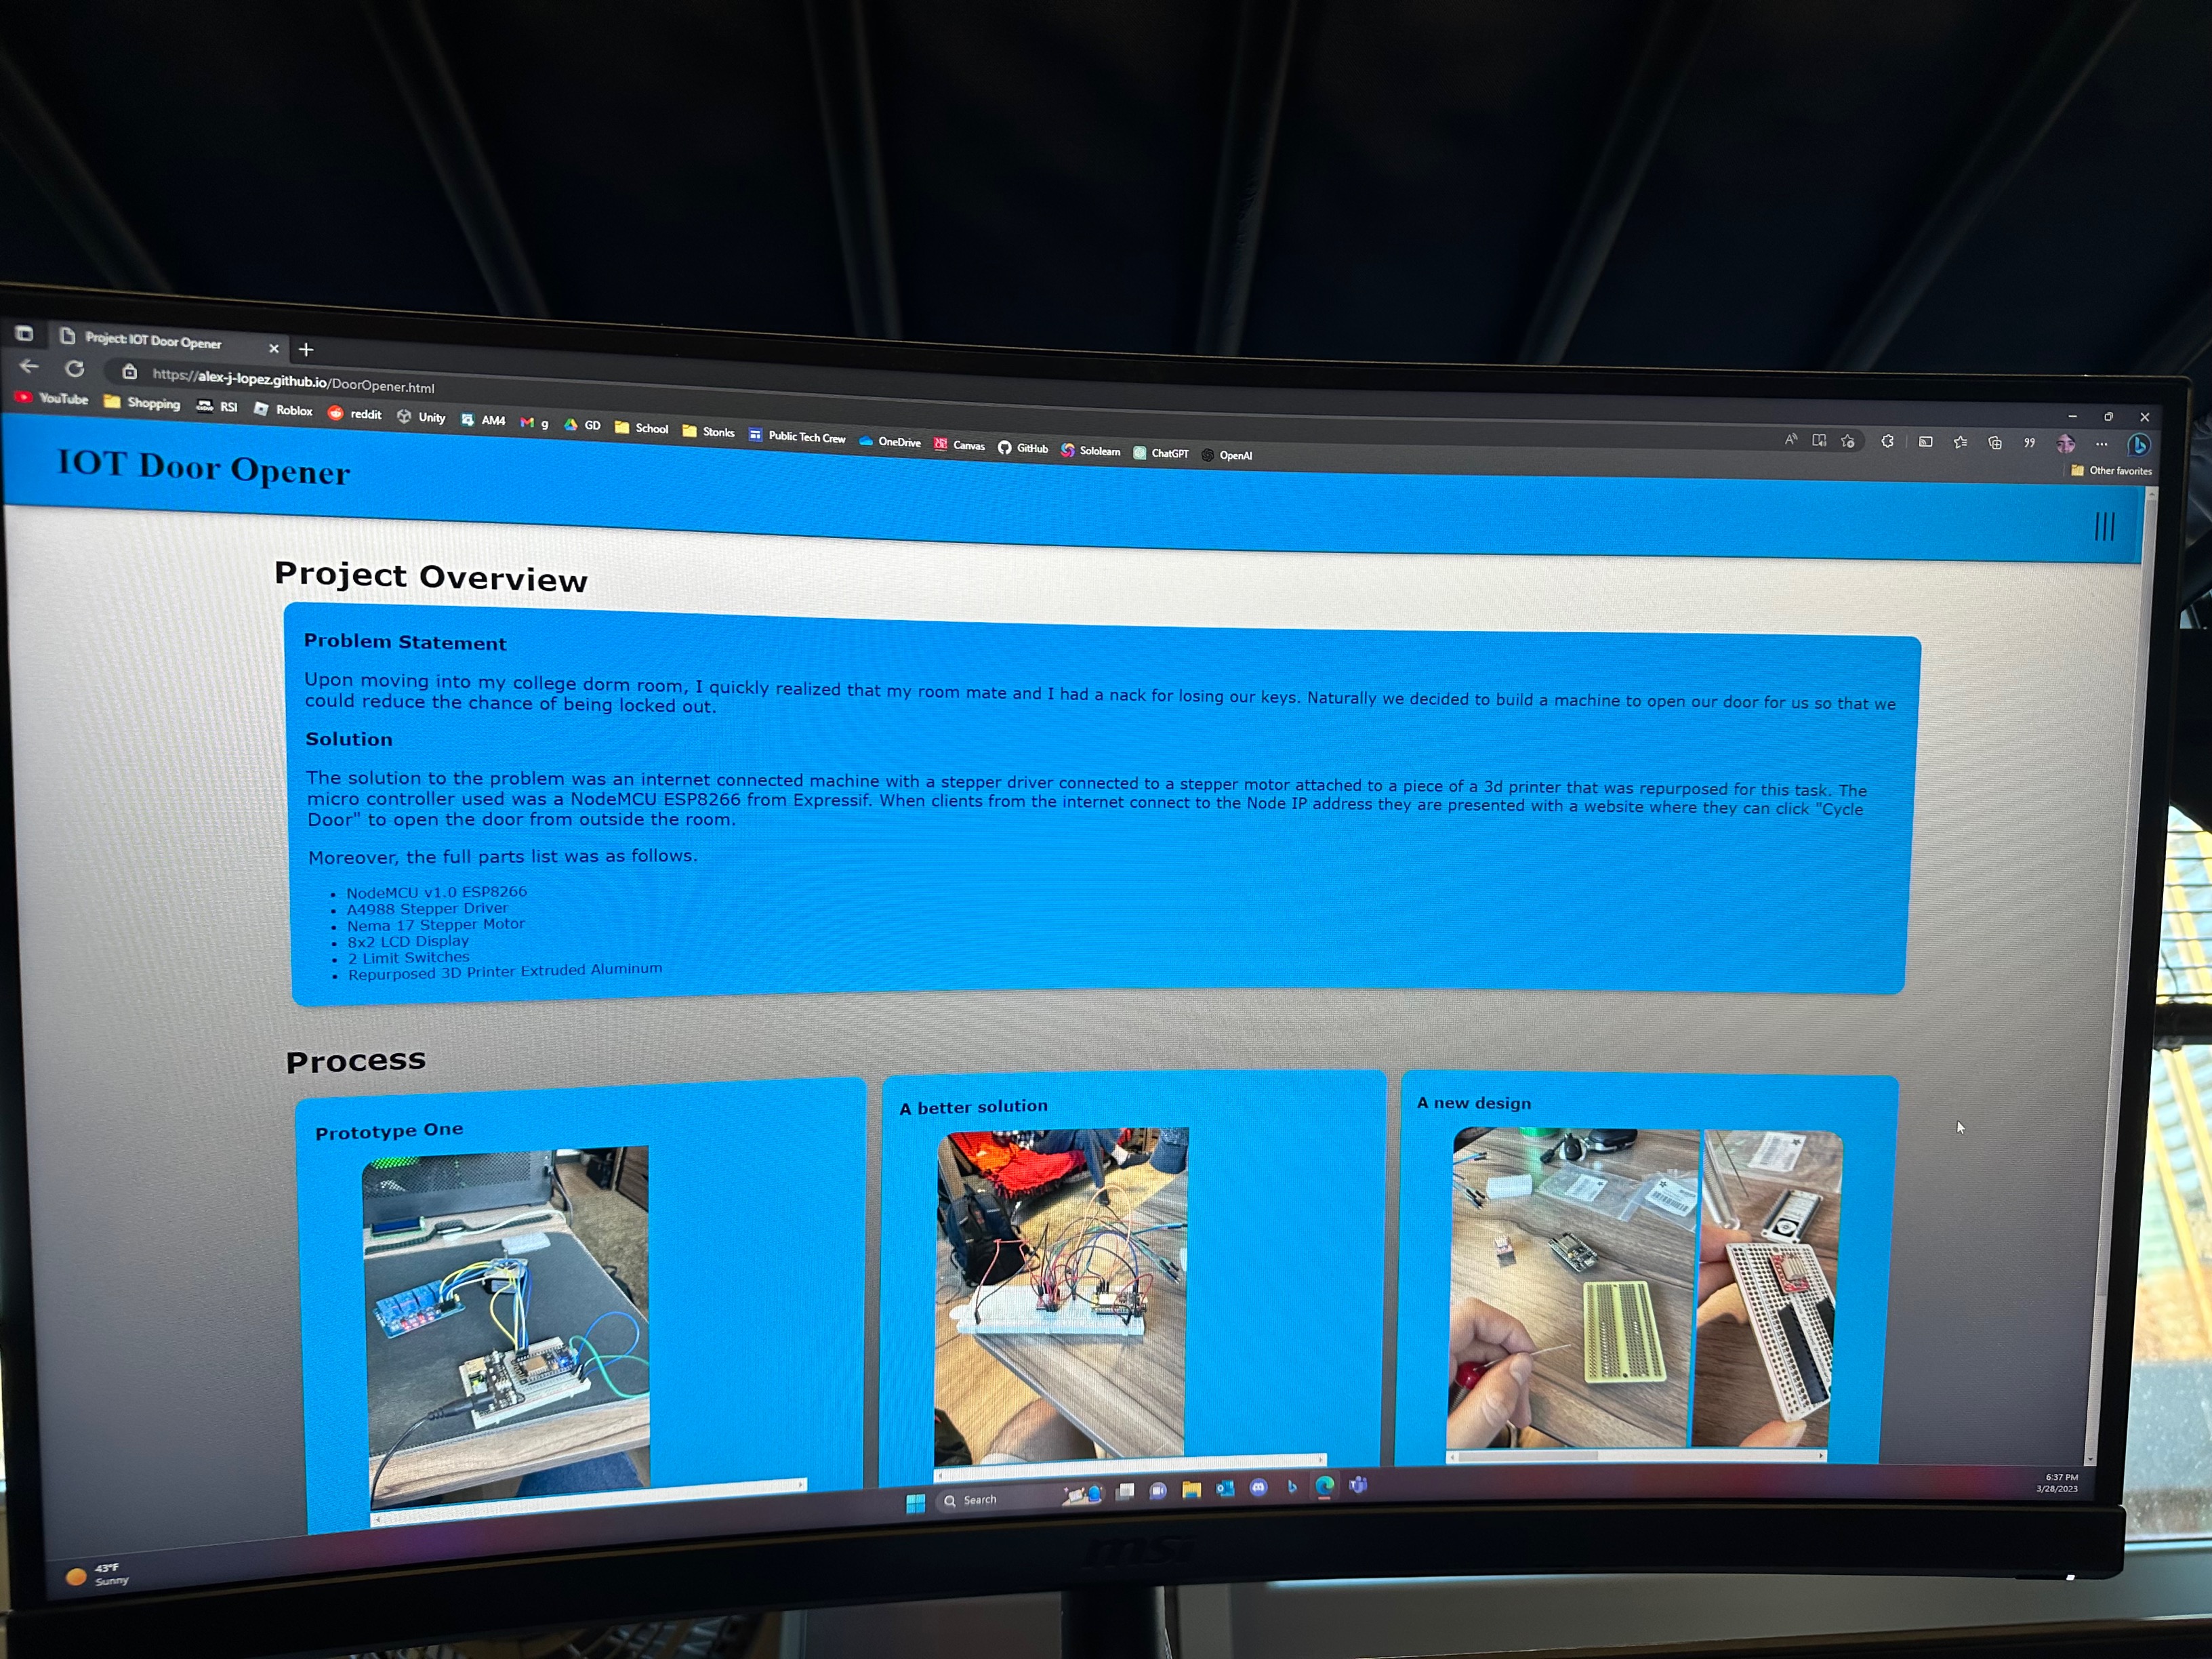 Project: IOT Door Opener
https://alex-j-lopez.github.io/DoorOpener.html
YouTube Shopping RSI Roblox reddit Unity AM4 g GD School Stonks Public Tech Crew OneDrive Canvas GitHub Sololearn ChatGPT OpenAI
Other favorites
IOT Door Opener
Project Overview
Problem Statement
Upon moving into my college dorm room, I quickly realized that my room mate and I had a nack for losing our keys. Naturally we decided to build a machine to open our door for us so that we
could reduce the chance of being locked out.
Solution
The solution to the problem was an internet connected machine with a stepper driver connected to a stepper motor attached to a piece of a 3d printer that was repurposed for this task. The
micro controller used was a NodeMCU ESP8266 from Expressif. When clients from the internet connect to the Node IP address they are presented with a website where they can click "Cycle
Door" to open the door from outside the room.
Moreover, the full parts list was as follows.
• NodeMCU v1.0 ESP8266
• A4988 Stepper Driver
• Nema 17 Stepper Motor
• 8x2 LCD Display
• 2 Limit Switches
• Repurposed 3D Printer Extruded Aluminum
Process
Prototype One
A better solution
A new design
Search
6:37 PM
3/28/2023
43°F
Sunny
msi